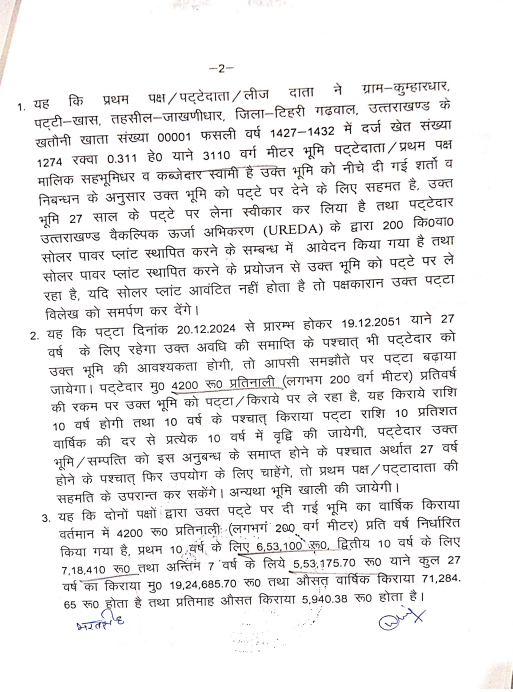 –2–
1. यह कि प्रथम पक्ष/पट्टेदाता/लीज दाता ने ग्राम–कुम्हारधार,
पट्टी–खास, तहसील–जाखणीधार, जिला–टिहरी गढवाल, उत्तराखण्ड के
खतौनी खाता संख्या 00001 फसली वर्ष 1427–1432 में दर्ज खेत संख्या
1274 रक्वा 0.311 हे0 याने 3110 वर्ग मीटर भूमि पट्टेदाता/प्रथम पक्ष
मालिक सहभूमिधर व कब्जेदार स्वामी है उक्त भूमि को नीचे दी गई शर्तो व
निबन्धन के अनुसार उक्त भूमि को पट्टे पर देने के लिए सहमत है, उक्त
भूमि 27 साल के पट्टे पर लेना स्वीकार कर लिया है तथा पट्टेदार
उत्तराखण्ड वैकल्पिक ऊर्जा अभिकरण (UREDA) के द्वारा 200 कि0वा0
सोलर पावर प्लांट स्थापित करने के सम्बन्ध में आवेदन किया गया है तथा
सोलर पावर प्लांट स्थापित करने के प्रयोजन से उक्त भूमि को पट्टे पर ले
रहा है, यदि सोलर प्लांट आवंटित नहीं होता है तो पक्षकारान उक्त पट्टा
विलेख को समर्पण कर देंगे।
2. यह कि पट्टा दिनांक 20.12.2024 से प्रारम्भ होकर 19.12.2051 याने 27
वर्ष के लिए रहेगा उक्त अवधि की समाप्ति के पश्चात् भी पट्टेदार को
उक्त भूमि की आवश्यकता होगी, तो आपसी समझौते पर पट्टा बढ़ाया
जायेगा। पट्टेदार मु0 4200 रू0 प्रतिनाली (लगभग 200 वर्ग मीटर) प्रतिवर्ष
की रकम पर उक्त भूमि को पट्टा/किराये पर ले रहा है, यह किराये राशि
10 वर्ष होगी तथा 10 वर्ष के पश्चात् किराया पट्टा राशि 10 प्रतिशत
वार्षिक की दर से प्रत्येक 10 वर्ष में वृद्वि की जायेगी, पट्टेदार उक्त
भूमि/सम्पत्ति को इस अनुबन्ध के समाप्त होने के पश्चात अर्थात 27 वर्ष
होने के पश्चात् फिर उपयोग के लिए चाहेंगे, तो प्रथम पक्ष/पट्टादाता की
सहमति के उपरान्त कर सकेंगे। अन्यथा भूमि खाली की जायेगी।
3. यह कि दोनों पक्षों द्वारा उक्त पट्टे पर दी गई भूमि का वार्षिक किराया
वर्तमान में 4200 रू0 प्रतिनाली (लगभग 200 वर्ग मीटर) प्रति वर्ष निर्धारित
किया गया है, प्रथम 10 वर्ष के लिए 6,53,100 रू0, द्वितीय 10 वर्ष के लिए
7,18,410 रू0 तथा अन्तिम 7 वर्ष के लिये 5,53,175.70 रू0 याने कुल 27
वर्ष का किराया मु0 19,24,685.70 रू0 तथा औसत वार्षिक किराया 71,284.
65 रू0 होता है तथा प्रतिमाह औसत किराया 5,940.38 रू0 होता है।